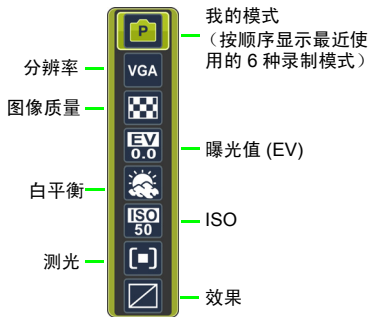 我的模式
（按顺序显示最近使
用的 6 种录制模式）
P
分辨率
VGA
图像质量
EV
0.0
曝光值 (EV)
白平衡
ISO
50
ISO
测光
效果